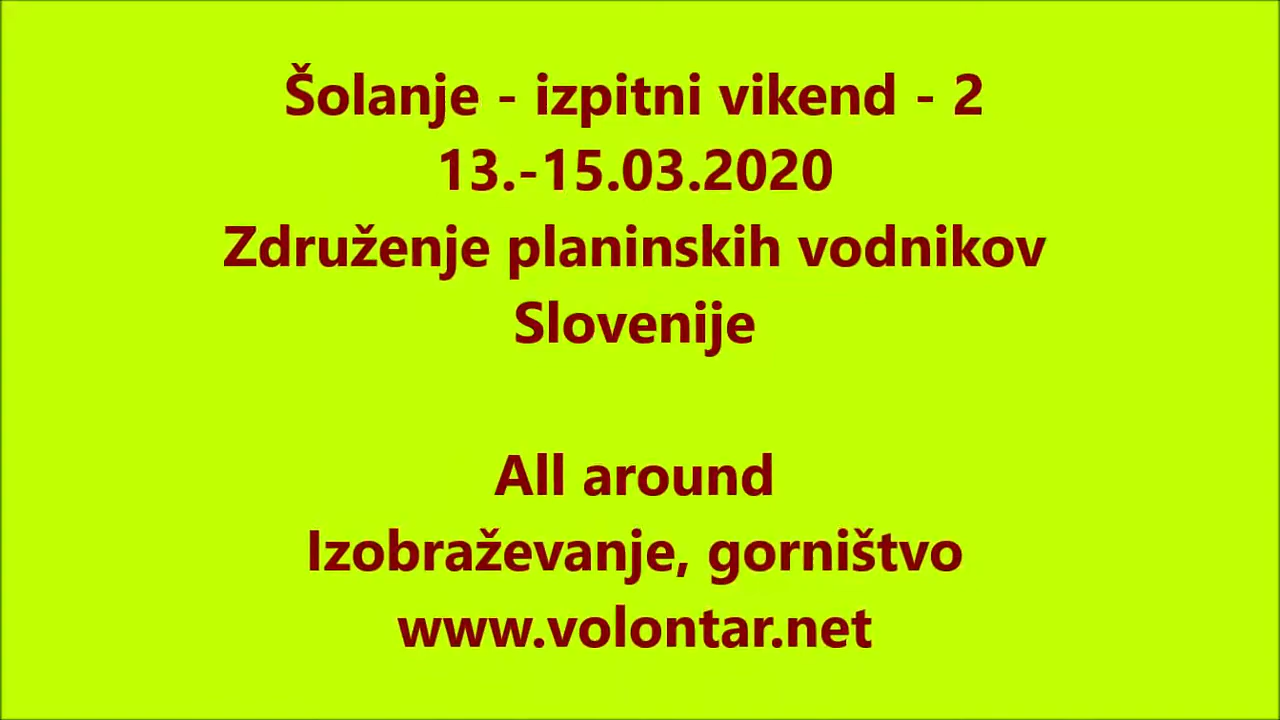 Šolanje - izpitni vikend - 2
13.-15.03.2020
Združenje planinskih vodnikov
Slovenije
All around
Izobraževanje, gorništvo
www.volontar.net